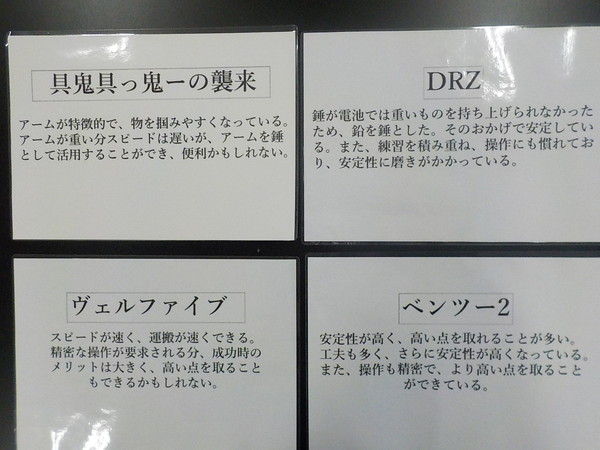 具鬼具っ鬼ーの襲来
アームが特徴的で、物を掴みやすくなっている。
アームが重い分スピードは遅いが、アームを錘
として活用することができ、便利かもしれない。
DRZ
錘が電池では重いものを持ち上げられなかった
ため、鉛を錘とした。そのおかげで安定してい
る。また、練習を積み重ね、操作にも慣れてお
り、安定性に磨きがかかっている。
ヴェルファイブ
スピードが速く、運搬が速くできる。
精密な操作が要求される分、成功時の
メリットは大きく、高い点を取ること
もできるかもしれない。
ベンツー2
安定性が高く、高い点を取れることが多い。
工夫も多く、さらに安定性が高くなっている。
また、操作も精密で、より高い点を取ること
ができている。